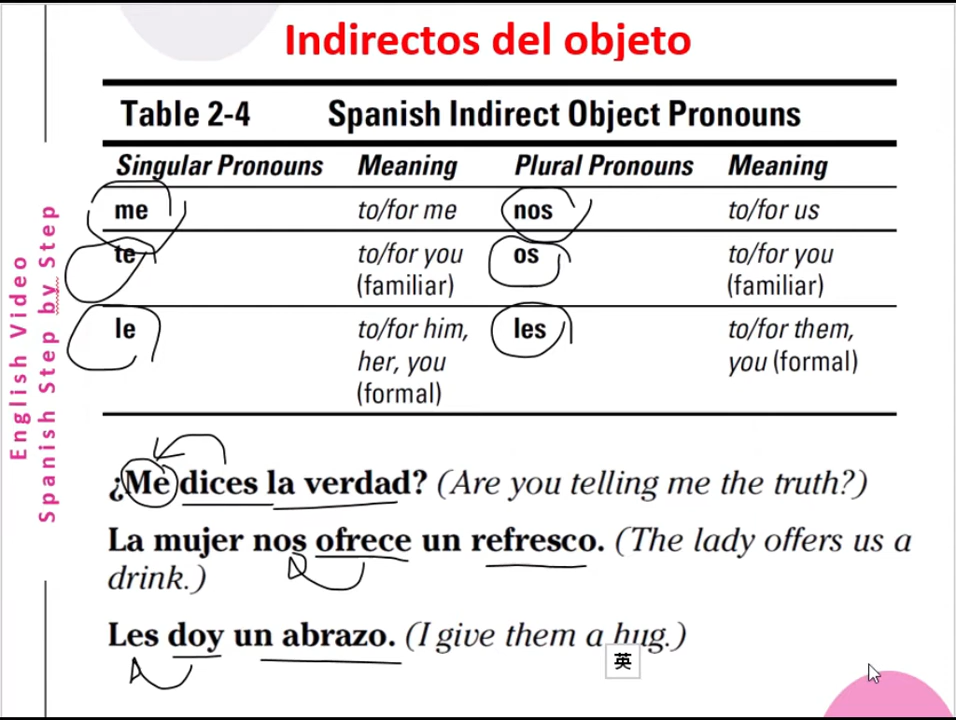 Indirectos del objeto
Table 2-4 Spanish Indirect Object Pronouns
Singular Pronouns Meaning Plural Pronouns Meaning
me to/for me nos to/for us
te to/for you os to/for you
(familiar) (familiar)
le to/for him, les to/for them,
her, you you (formal)
(formal)
¿Me dices la verdad? (Are you telling me the truth?)
La mujer nos ofrece un refresco. (The lady offers us a
drink.)
Les doy un abrazo. (I give them a hug.)
英
English Video
Spanish Step by Step